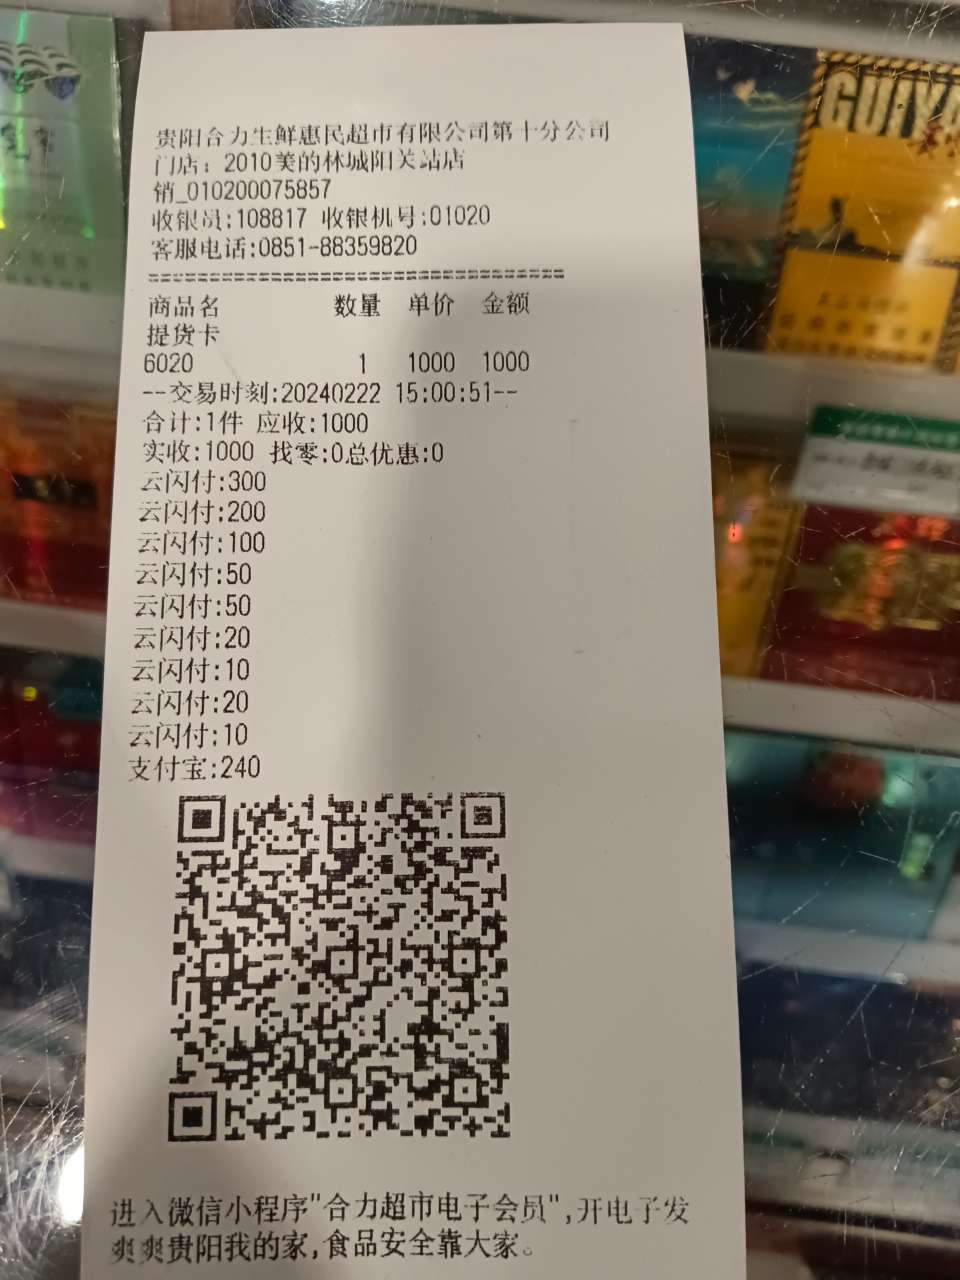 贵阳合力生鲜惠民超市有限公司第十分公司
门店：2010美的林城阳关站店
销_010200075857
收银员:108817 收银机号:01020
客服电话:0851-88359820
==================================
商品名 数量 单价 金额
提货卡
6020 1 1000 1000
--交易时刻:20240222 15:00:51--
合计:1件 应收:1000
实收:1000 找零:0总优惠:0
云闪付:300
云闪付:200
云闪付:100
云闪付:50
云闪付:50
云闪付:20
云闪付:10
云闪付:20
云闪付:10
支付宝:240
进入微信小程序"合力超市电子会员",开电子发
爽爽贵阳我的家,食品安全靠大家。